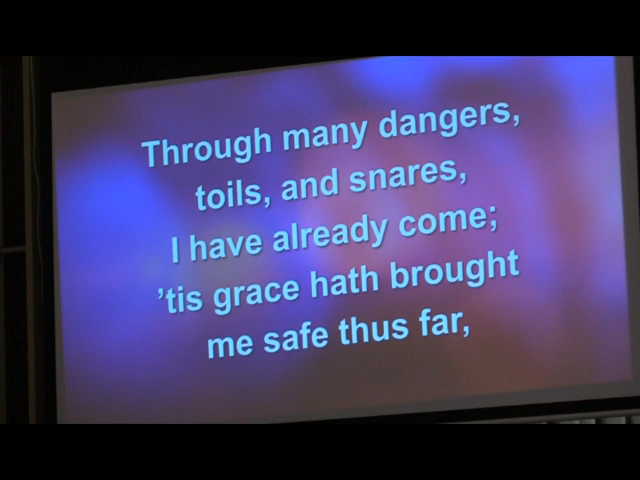 Through many dangers,
toils, and snares,
I have already come;
’tis grace hath brought
me safe thus far,